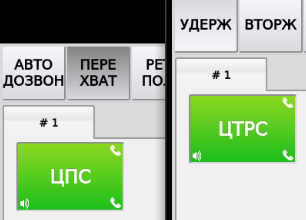 АВТО
ДОЗВОН
ПЕРЕ
ХВАТ
# 1
ЦПС
УДЕРЖ
ВТОРЖ
# 1
ЦТРС